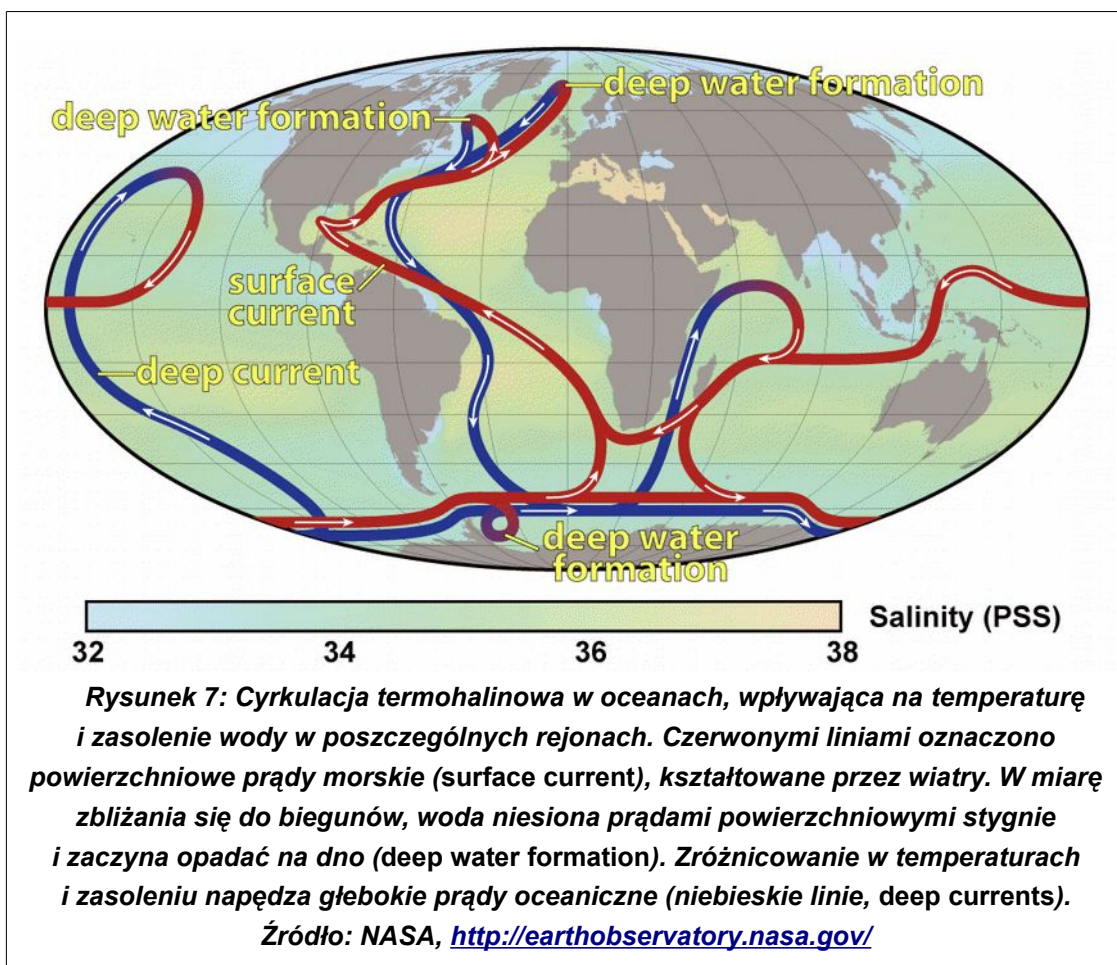 deep water formation
deep water formation
surface
current
deep current
deep water
formation
Salinity (PSS)
32 34 36 38
Rysunek 7: Cyrkulacja termohalinowa w oceanach, wpływająca na temperaturę
i zasolenie wody w poszczególnych rejonach. Czerwonymi liniami oznaczono
powierzchniowe prądy morskie (surface current), kształtowane przez wiatry. W miarę
zbliżania się do biegunów, woda niesiona prądami powierzchniowymi stygnie
i zaczyna opadać na dno (deep water formation). Zróżnicowanie w temperaturach
i zasoleniu napędza głebokie prądy oceaniczne (niebieskie linie, deep currents).
Źródło: NASA, http://earthobservatory.nasa.gov/